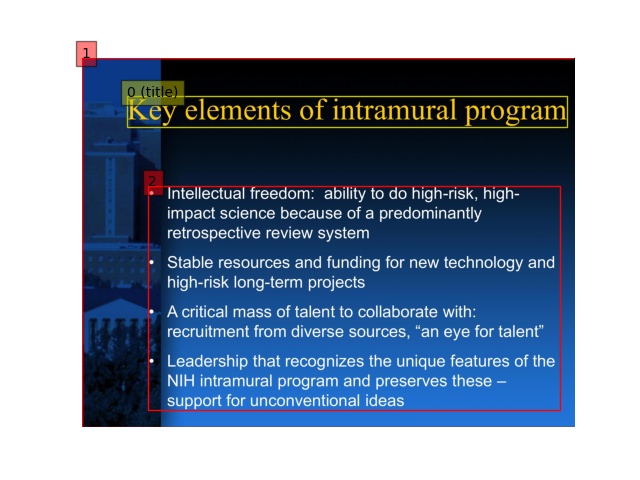 1
0 (title)
Key elements of intramural program
2
• Intellectual freedom:  ability to do high-risk, high-
impact science because of a predominantly
retrospective review system
• Stable resources and funding for new technology and
high-risk long-term projects
• A critical mass of talent to collaborate with:
recruitment from diverse sources, “an eye for talent”
• Leadership that recognizes the unique features of the
NIH intramural program and preserves these –
support for unconventional ideas